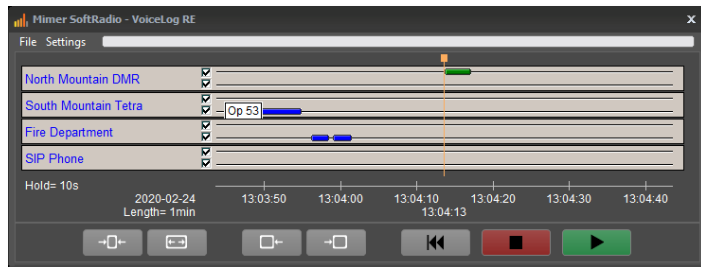 Mimer SoftRadio - VoiceLog RE x
File Settings
North Mountain DMR
South Mountain Tetra Op 53
Fire Department
SIP Phone
Hold= 10s
2020-02-24 13:03:50 13:04:00 13:04:10 13:04:20 13:04:30 13:04:40
Length= 1min 13:04:13